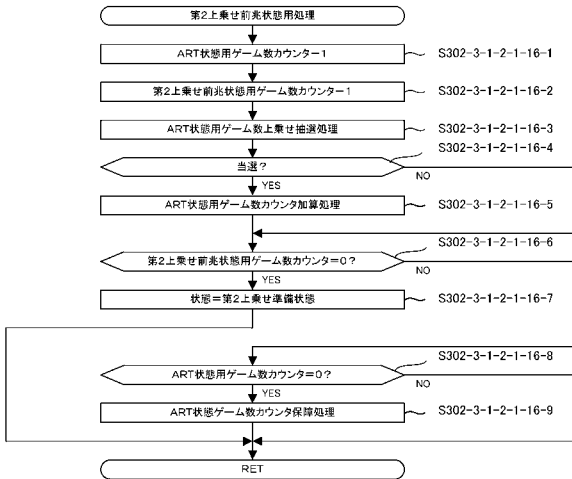 第2上乗せ前兆状態用処理
ART状態用ゲーム数カウンター1
S302-3-1-2-1-16-1
第2上乗せ前兆状態用ゲーム数カウンター1
S302-3-1-2-1-16-2
ART状態用ゲーム数上乗せ抽選処理
S302-3-1-2-1-16-3
当選?
S302-3-1-2-1-16-4
NO
YES
ART状態用ゲーム数カウンタ加算処理
S302-3-1-2-1-16-5
第2上乗せ前兆状態用ゲーム数カウンター=0?
S302-3-1-2-1-16-6
NO
YES
状態=第2上乗せ準備状態
S302-3-1-2-1-16-7
ART状態用ゲーム数カウンター=0?
S302-3-1-2-1-16-8
NO
YES
ART状態ゲーム数カウンタ保障処理
S302-3-1-2-1-16-9
RET